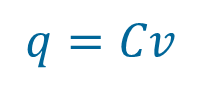 q = Cv